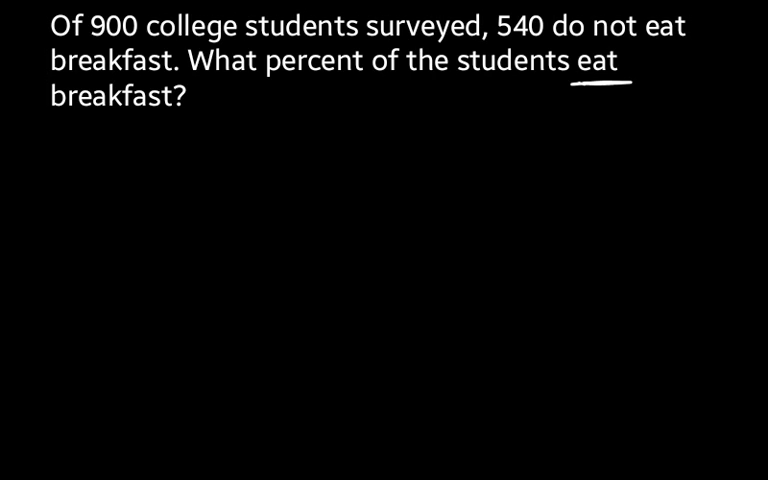 Of 900 college students surveyed, 540 do not eat
breakfast. What percent of the students eat
breakfast?